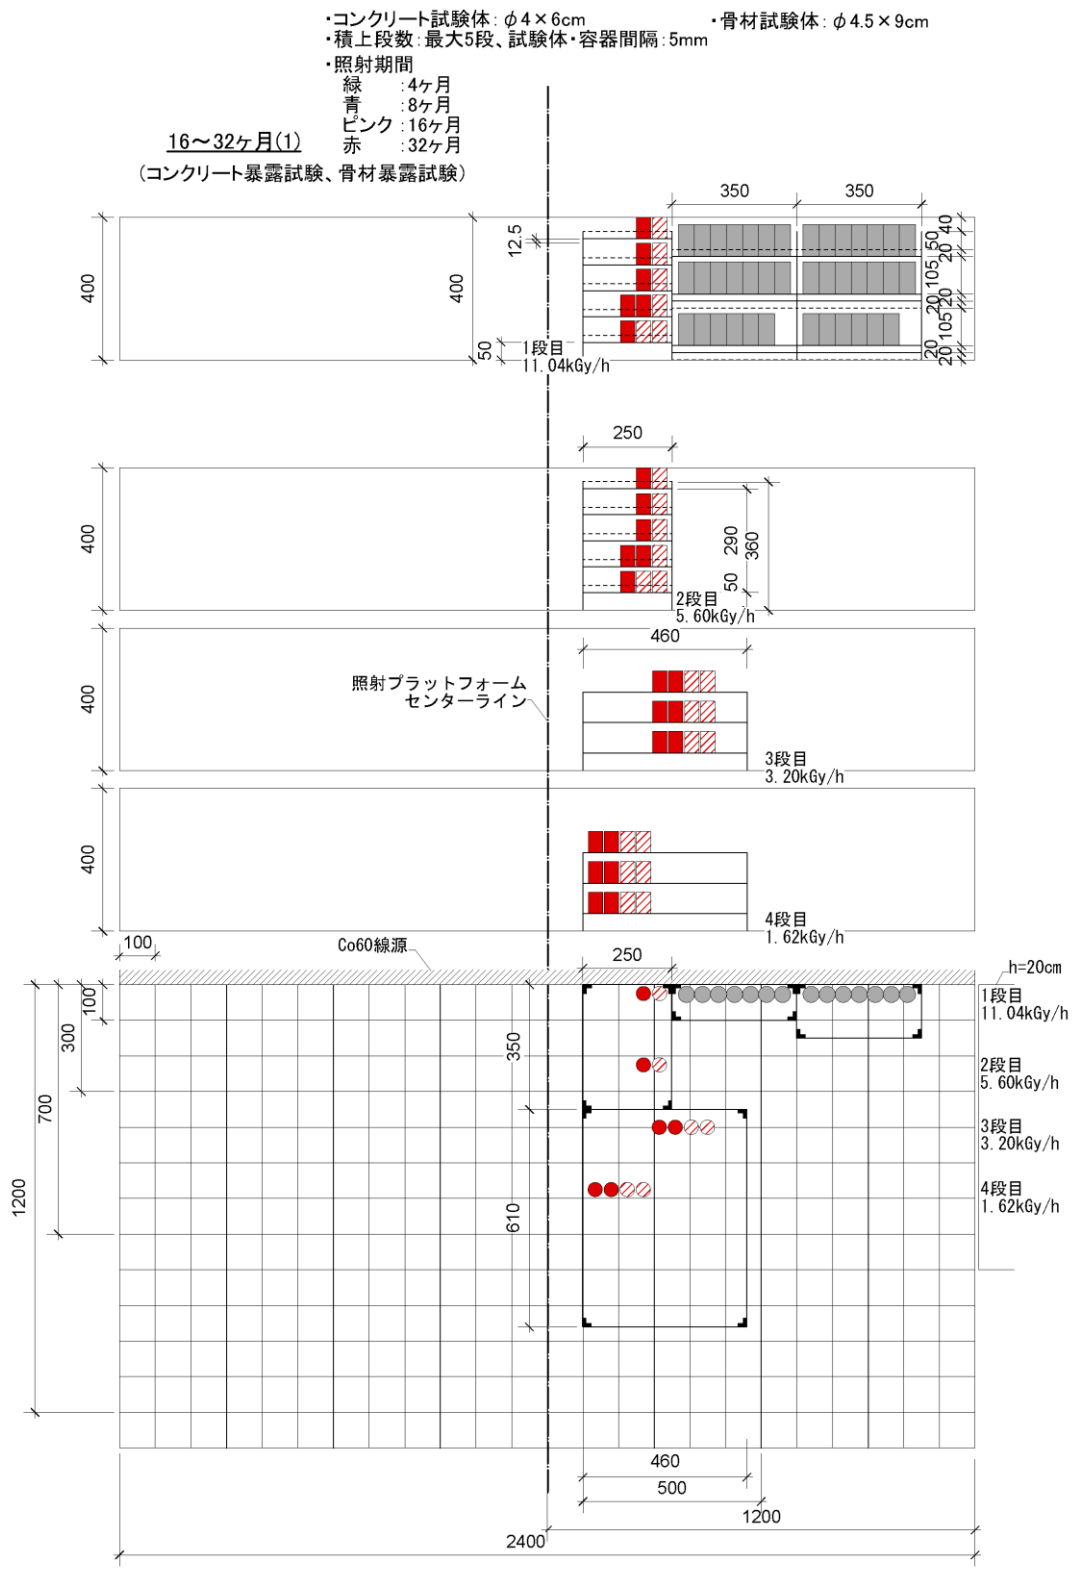 ・コンクリート試験体：φ4×6cm　・骨材試験体：φ4.5×9cm
・積上段数：最大5段、試験体・容器間隔：5mm
・照射期間
緑　：4ヶ月
青　：8ヶ月
ピンク：16ヶ月
赤　：32ヶ月
16～32ヶ月(1)
(コンクリート暴露試験、骨材暴露試験)
350 350
400 400 12.5 50 40 50 20 105 20 20 105 20 20
1段目
11.04kGy/h
250
400 290 360 50
2段目
5.60kGy/h
460
400
照射プラットフォーム
センターライン
3段目
3.20kGy/h
400
4段目
1.62kGy/h
100 Co60線源 250 h=20cm
100 300 700 1200 350 610
1段目
11.04kGy/h
2段目
5.60kGy/h
3段目
3.20kGy/h
4段目
1.62kGy/h
460
500
1200
2400